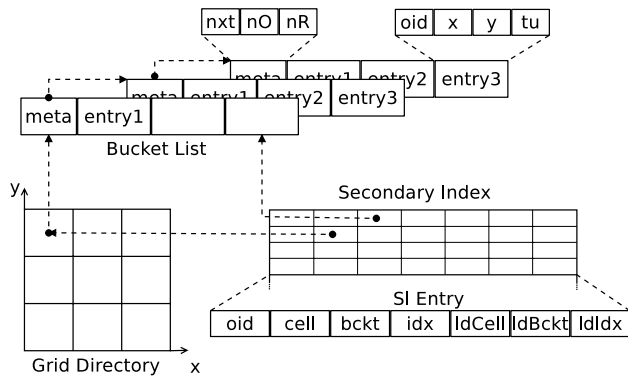 nxt nO nR
oid x y tu
meta entry1 entry2 entry3
meta entry1 entry2 entry3
meta entry1
Bucket List
y
Secondary Index
SI Entry
oid cell bckt idx ldCell ldBckt ldIdx
Grid Directory
x